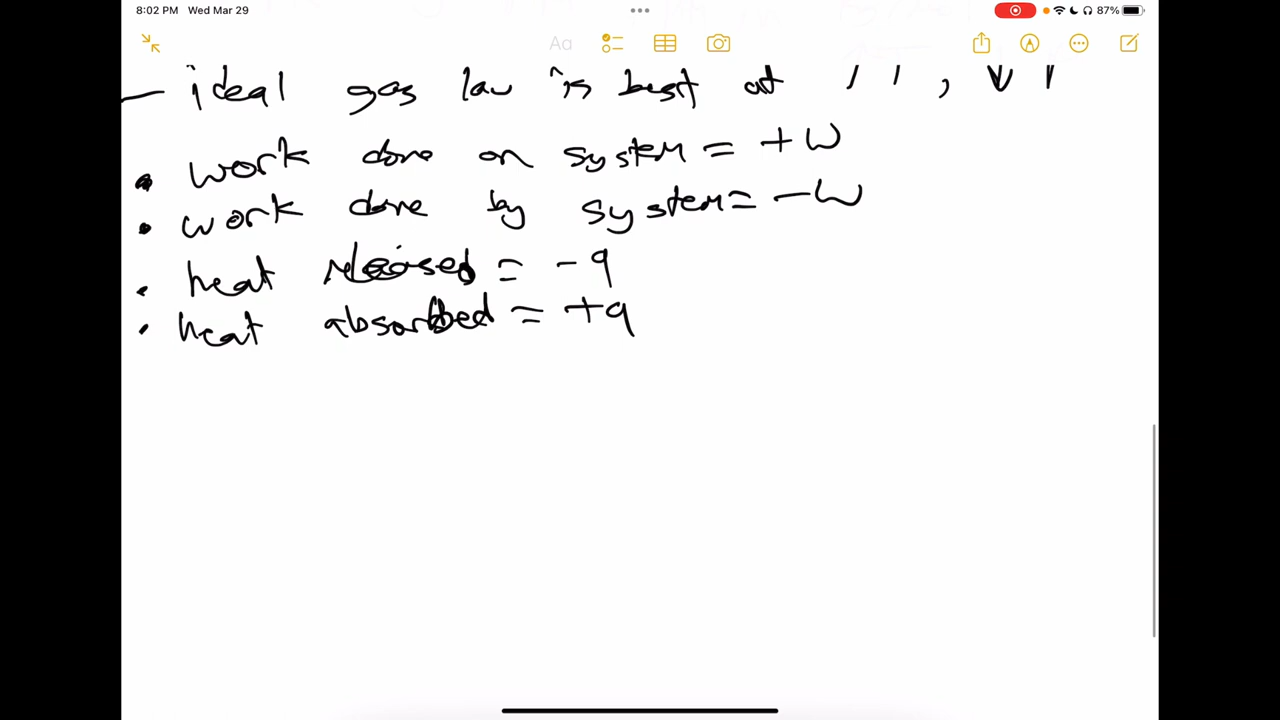 8:02 PM Wed Mar 29
87%
Aa
— ideal gas law is best at , ↓
• work done on system = +W
• work done by system = -W
• heat released = -q
• heat absorbed = +q